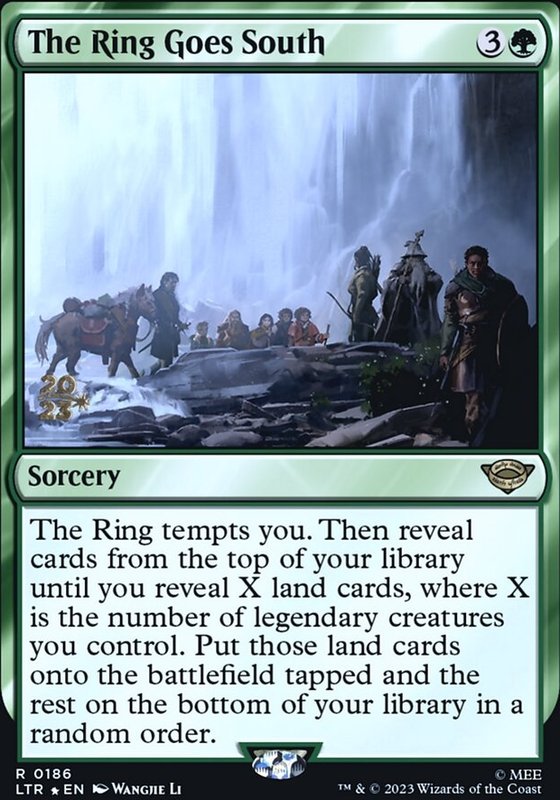 The Ring Goes South 3
20
23
Sorcery
The Ring tempts you. Then reveal
cards from the top of your library
until you reveal X land cards, where X
is the number of legendary creatures
you control. Put those land cards
onto the battlefield tapped and the
rest on the bottom of your library in a
random order.
R 0186
LTR ★ EN Wangjie Li
© MEE
™ & © 2023 Wizards of the Coast